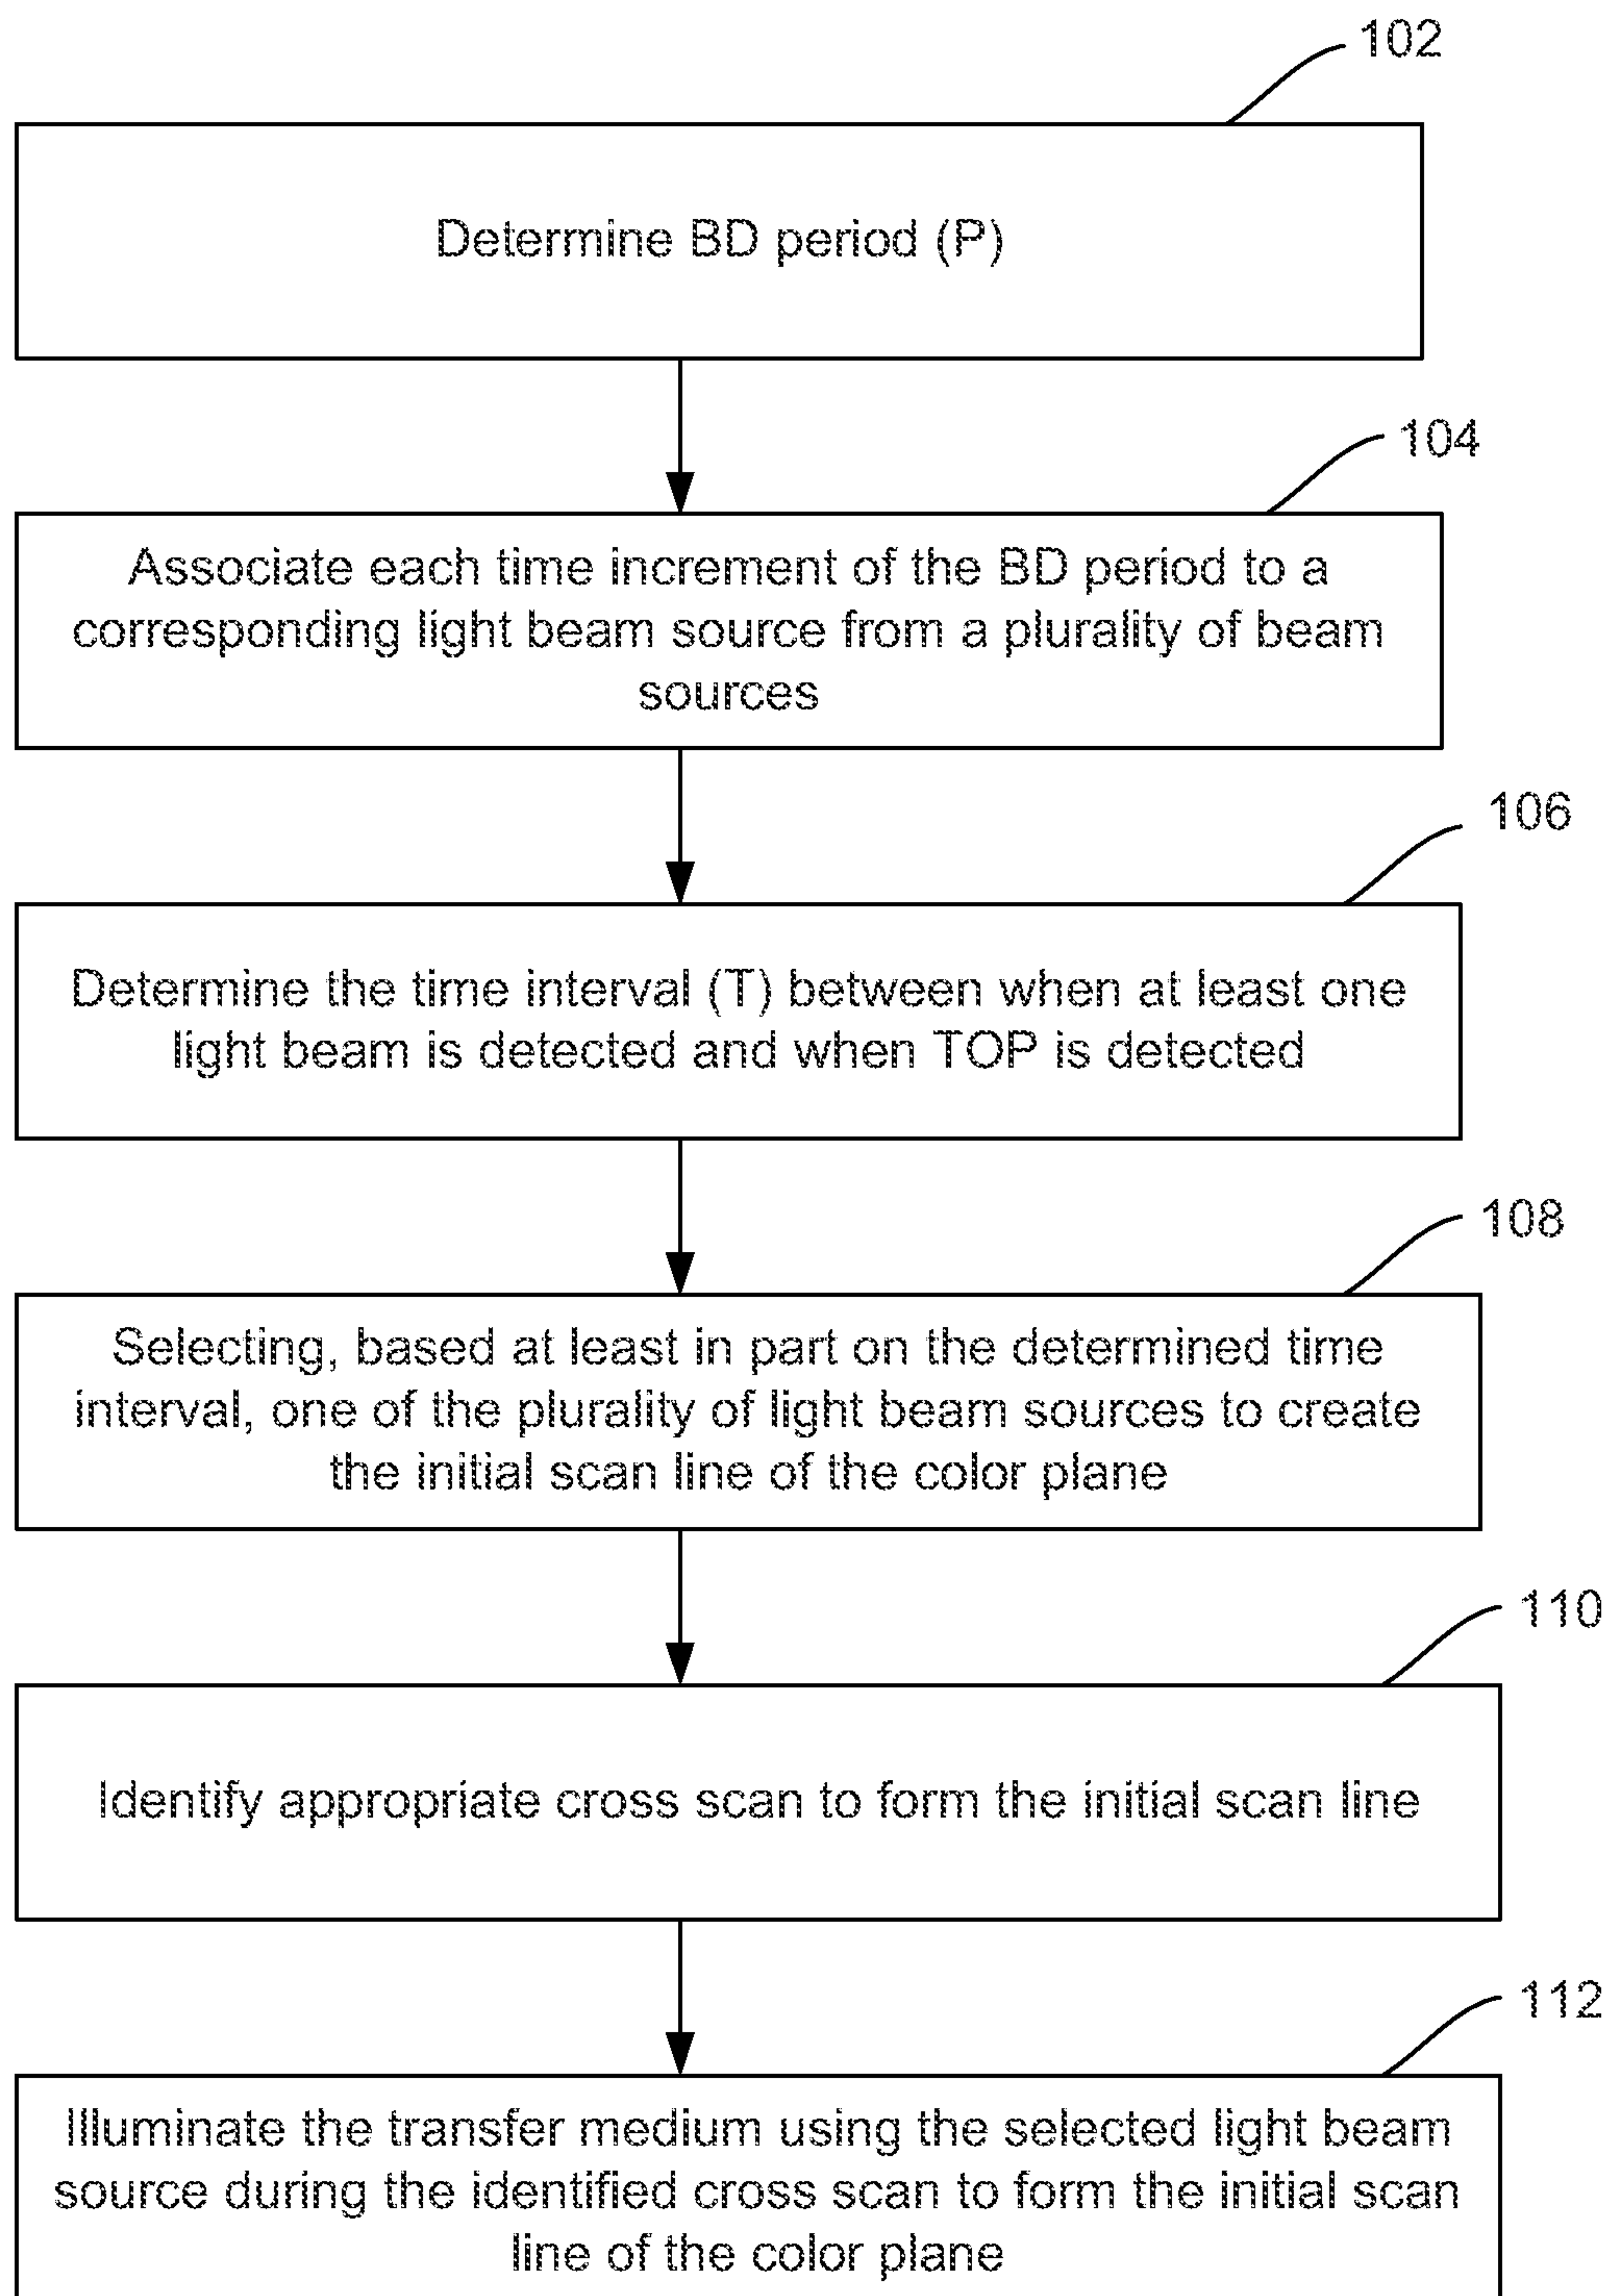 102
Determine BD period (P)
104
Associate each time increment of the BD period to a
corresponding light beam source from a plurality of beam
sources
106
Determine the time interval (T) between when at least one
light beam is detected and when TOP is detected
108
Selecting, based at least in part on the determined time
interval, one of the plurality of light beam sources to create
the initial scan line of the color plane
110
Identify appropriate cross scan to form the initial scan line
112
Illuminate the transfer medium using the selected light beam
source during the identified cross scan to form the initial scan
line of the color plane